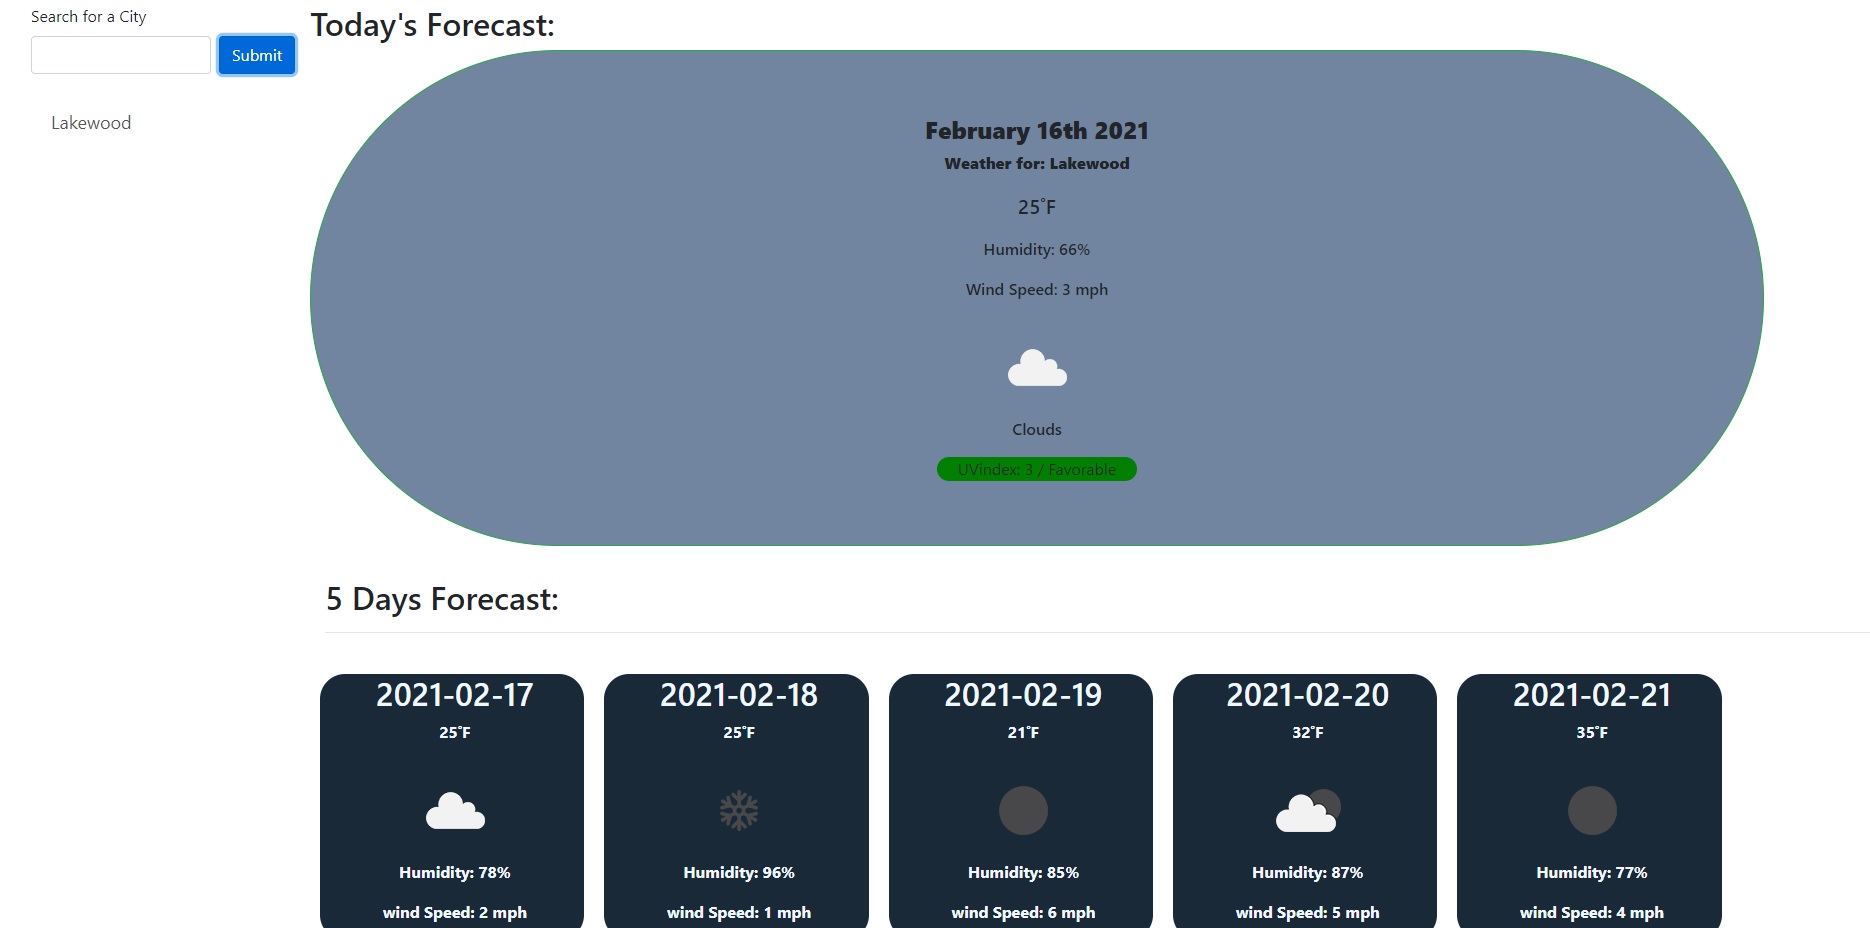 Search for a City
Submit
Lakewood
Today's Forecast:
February 16th 2021
Weather for: Lakewood
25°F
Humidity: 66%
Wind Speed: 3 mph
Clouds
UVindex: 3 / Favorable
5 Days Forecast:
2021-02-17
25°F
Humidity: 78%
wind Speed: 2 mph
2021-02-18
25°F
Humidity: 96%
wind Speed: 1 mph
2021-02-19
21°F
Humidity: 85%
wind Speed: 6 mph
2021-02-20
32°F
Humidity: 87%
wind Speed: 5 mph
2021-02-21
35°F
Humidity: 77%
wind Speed: 4 mph